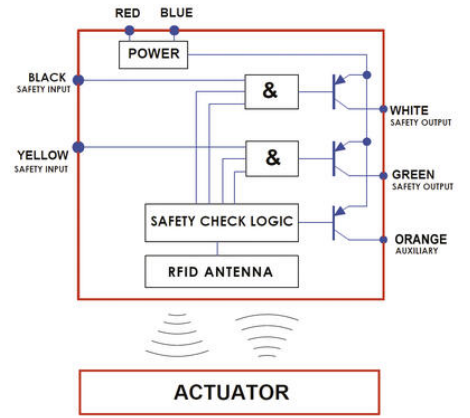 RED BLUE
POWER
BLACK
SAFETY INPUT
&
WHITE
SAFETY OUTPUT
YELLOW
SAFETY INPUT
&
GREEN
SAFETY OUTPUT
SAFETY CHECK LOGIC
ORANGE
AUXILIARY
RFID ANTENNA
ACTUATOR